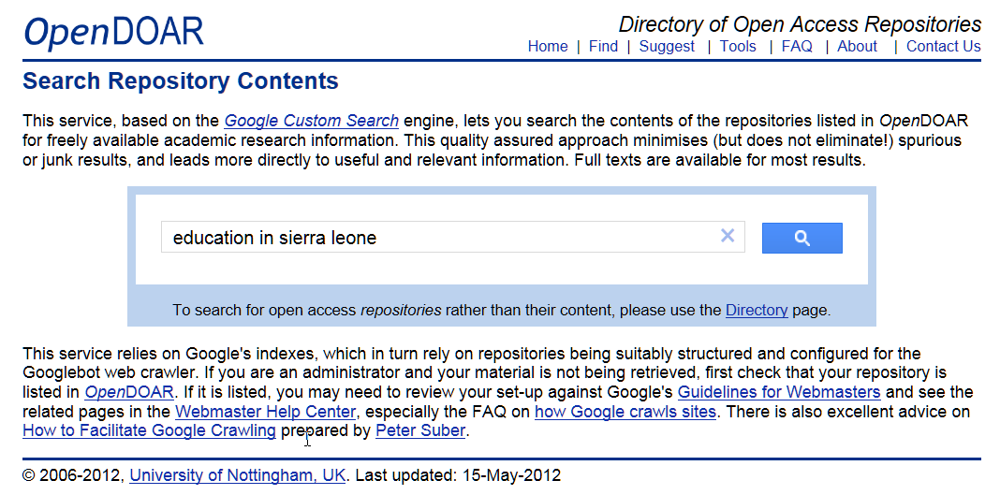 OpenDOAR
Directory of Open Access Repositories
Home | Find | Suggest | Tools | FAQ | About | Contact Us
Search Repository Contents
This service, based on the Google Custom Search engine, lets you search the contents of the repositories listed in OpenDOAR
for freely available academic research information. This quality assured approach minimises (but does not eliminate!) spurious
or junk results, and leads more directly to useful and relevant information. Full texts are available for most results.
education in sierra leone
To search for open access repositories rather than their content, please use the Directory page.
This service relies on Google's indexes, which in turn rely on repositories being suitably structured and configured for the
Googlebot web crawler. If you are an administrator and your material is not being retrieved, first check that your repository is
listed in OpenDOAR. If it is listed, you may need to review your set-up against Google's Guidelines for Webmasters and see the
related pages in the Webmaster Help Center, especially the FAQ on how Google crawls sites. There is also excellent advice on
How to Facilitate Google Crawling prepared by Peter Suber.
© 2006-2012, University of Nottingham, UK. Last updated: 15-May-2012